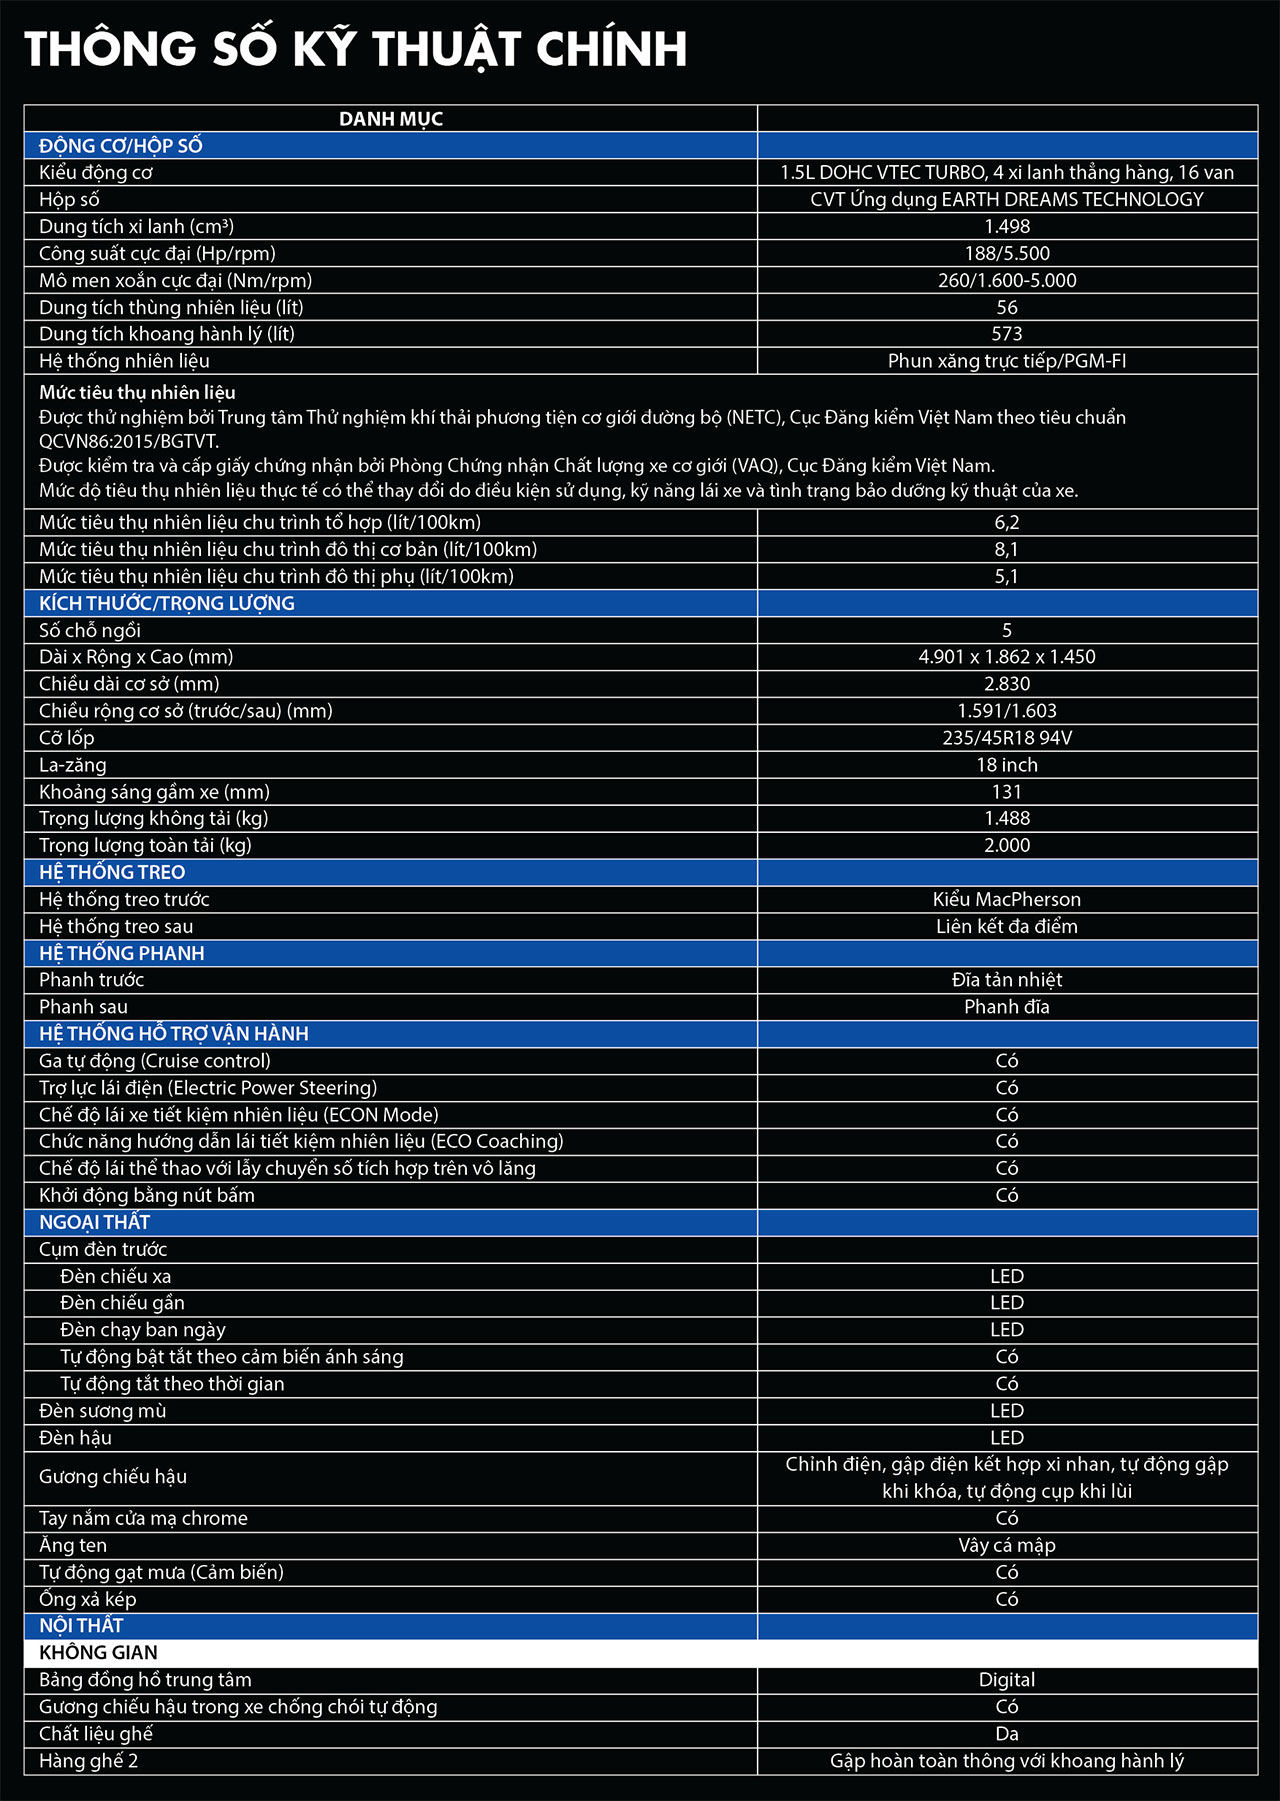 THÔNG SỐ KỸ THUẬT CHÍNH
DANH MỤC
ĐỘNG CƠ/HỘP SỐ
Kiểu động cơ 1.5L DOHC VTEC TURBO, 4 xi lanh thẳng hàng, 16 van
Hộp số CVT Ứng dụng EARTH DREAMS TECHNOLOGY
Dung tích xi lanh (cm³) 1.498
Công suất cực đại (Hp/rpm) 188/5.500
Mô men xoắn cực đại (Nm/rpm) 260/1.600-5.000
Dung tích thùng nhiên liệu (lít) 56
Dung tích khoang hành lý (lít) 573
Hệ thống nhiên liệu Phun xăng trực tiếp/PGM-FI
Mức tiêu thụ nhiên liệu
Được thử nghiệm bởi Trung tâm Thử nghiệm khí thải phương tiện cơ giới đường bộ (NETC), Cục Đăng kiểm Việt Nam theo tiêu chuẩn
QCVN86:2015/BGTVT.
Được kiểm tra và cấp giấy chứng nhận bởi Phòng Chứng nhận Chất lượng xe cơ giới (VAQ), Cục Đăng kiểm Việt Nam.
Mức độ tiêu thụ nhiên liệu thực tế có thể thay đổi do điều kiện sử dụng, kỹ năng lái xe và tình trạng bảo dưỡng kỹ thuật của xe.
Mức tiêu thụ nhiên liệu chu trình tổ hợp (lít/100km) 6,2
Mức tiêu thụ nhiên liệu chu trình đô thị cơ bản (lít/100km) 8,1
Mức tiêu thụ nhiên liệu chu trình đô thị phụ (lít/100km) 5,1
KÍCH THƯỚC/TRỌNG LƯỢNG
Số chỗ ngồi 5
Dài x Rộng x Cao (mm) 4.901 x 1.862 x 1.450
Chiều dài cơ sở (mm) 2.830
Chiều rộng cơ sở (trước/sau) (mm) 1.591/1.603
Cỡ lốp 235/45R18 94V
La-zăng 18 inch
Khoảng sáng gầm xe (mm) 131
Trọng lượng không tải (kg) 1.488
Trọng lượng toàn tải (kg) 2.000
HỆ THỐNG TREO
Hệ thống treo trước Kiểu MacPherson
Hệ thống treo sau Liên kết đa điểm
HỆ THỐNG PHANH
Phanh trước Đĩa tản nhiệt
Phanh sau Phanh đĩa
HỆ THỐNG HỖ TRỢ VẬN HÀNH
Ga tự động (Cruise control) Có
Trợ lực lái điện (Electric Power Steering) Có
Chế độ lái xe tiết kiệm nhiên liệu (ECON Mode) Có
Chức năng hướng dẫn lái tiết kiệm nhiên liệu (ECO Coaching) Có
Chế độ lái thể thao với lẫy chuyển số tích hợp trên vô lăng Có
Khởi động bằng nút bấm Có
NGOẠI THẤT
Cụm đèn trước
Đèn chiếu xa LED
Đèn chiếu gần LED
Đèn chạy ban ngày LED
Tự động bật tắt theo cảm biến ánh sáng Có
Tự động tắt theo thời gian Có
Đèn sương mù LED
Đèn hậu LED
Gương chiếu hậu Chỉnh điện, gập điện kết hợp xi nhan, tự động gập
khi khóa, tự động cụp khi lùi
Tay nắm cửa mạ chrome Có
Ăng ten Vây cá mập
Tự động gạt mưa (Cảm biến) Có
Ống xả kép Có
NỘI THẤT
KHÔNG GIAN
Bảng đồng hồ trung tâm Digital
Gương chiếu hậu trong xe chống chói tự động Có
Chất liệu ghế Da
Hàng ghế 2 Gập hoàn toàn thông với khoang hành lý